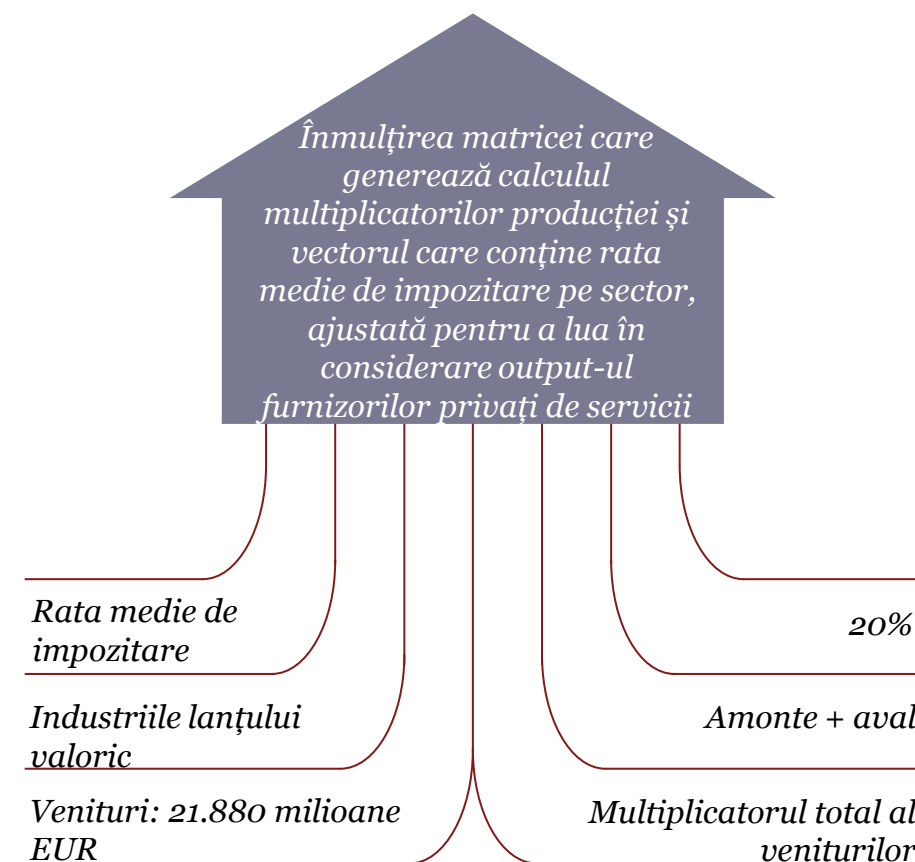 Înmulțirea matricei care
generează calculul
multiplicatorilor producției și
vectorul care conține rata
medie de impozitare pe sector,
ajustată pentru a lua în
considerare output-ul
furnizorilor privați de servicii
Rata medie de
impozitare
20%
Industriile lanțului
valoric
Amonte + aval
Venituri: 21.880 milioane
EUR
Multiplicatorul total al
veniturilor